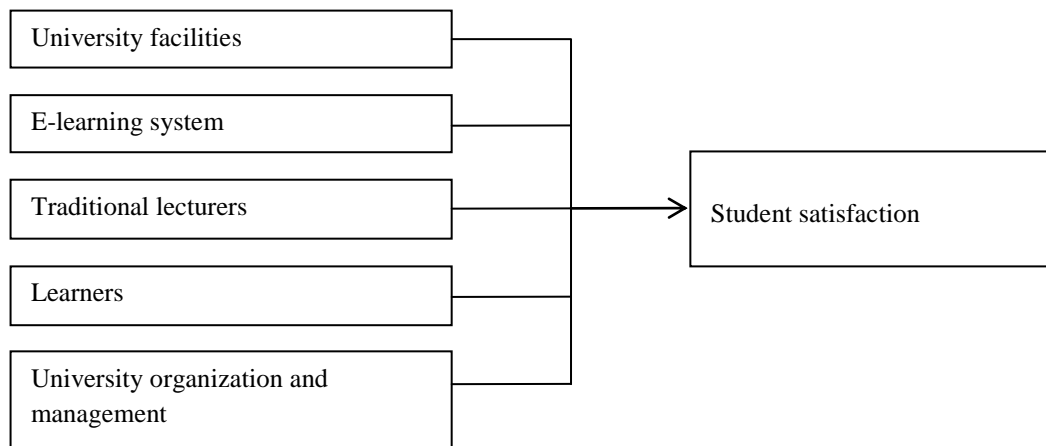 University facilities
E-learning system
Traditional lecturers
Student satisfaction
Learners
University organization and
management